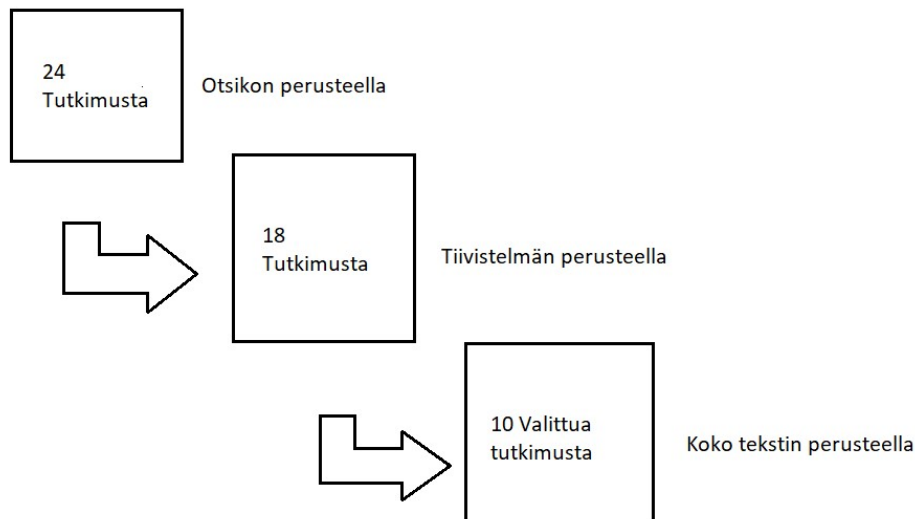 24
Tutkimusta
Otsikon perusteella
18
Tutkimusta
Tiivistelmän perusteella
10 Valittua
tutkimusta
Koko tekstin perusteella